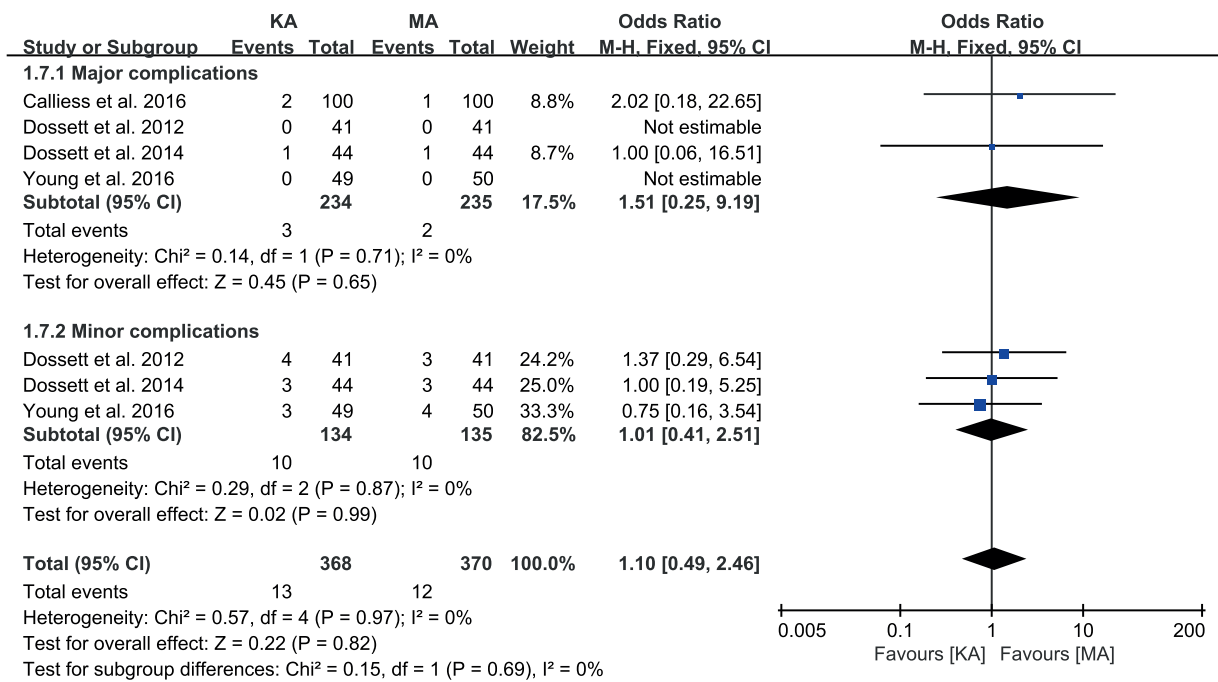 KA MA Odds Ratio Odds Ratio
Study or Subgroup Events Total Events Total Weight M-H, Fixed, 95% CI M-H, Fixed, 95% CI
1.7.1 Major complications
Calliess et al. 2016 2 100 1 100 8.8% 2.02 [0.18, 22.65]
Dossett et al. 2012 0 41 0 41 Not estimable
Dossett et al. 2014 1 44 1 44 8.7% 1.00 [0.06, 16.51]
Young et al. 2016 0 49 0 50 Not estimable
Subtotal (95% CI) 234 235 17.5% 1.51 [0.25, 9.19]
Total events 3 2
Heterogeneity: Chi² = 0.14, df = 1 (P = 0.71); I² = 0%
Test for overall effect: Z = 0.45 (P = 0.65)
1.7.2 Minor complications
Dossett et al. 2012 4 41 3 41 24.2% 1.37 [0.29, 6.54]
Dossett et al. 2014 3 44 3 44 25.0% 1.00 [0.19, 5.25]
Young et al. 2016 3 49 4 50 33.3% 0.75 [0.16, 3.54]
Subtotal (95% CI) 134 135 82.5% 1.01 [0.41, 2.51]
Total events 10 10
Heterogeneity: Chi² = 0.29, df = 2 (P = 0.87); I² = 0%
Test for overall effect: Z = 0.02 (P = 0.99)
Total (95% CI) 368 370 100.0% 1.10 [0.49, 2.46]
Total events 13 12
Heterogeneity: Chi² = 0.57, df = 4 (P = 0.97); I² = 0%
Test for overall effect: Z = 0.22 (P = 0.82)
Test for subgroup differences: Chi² = 0.15, df = 1 (P = 0.69), I² = 0%
0.005 0.1 1 10 200
Favours [KA] Favours [MA]